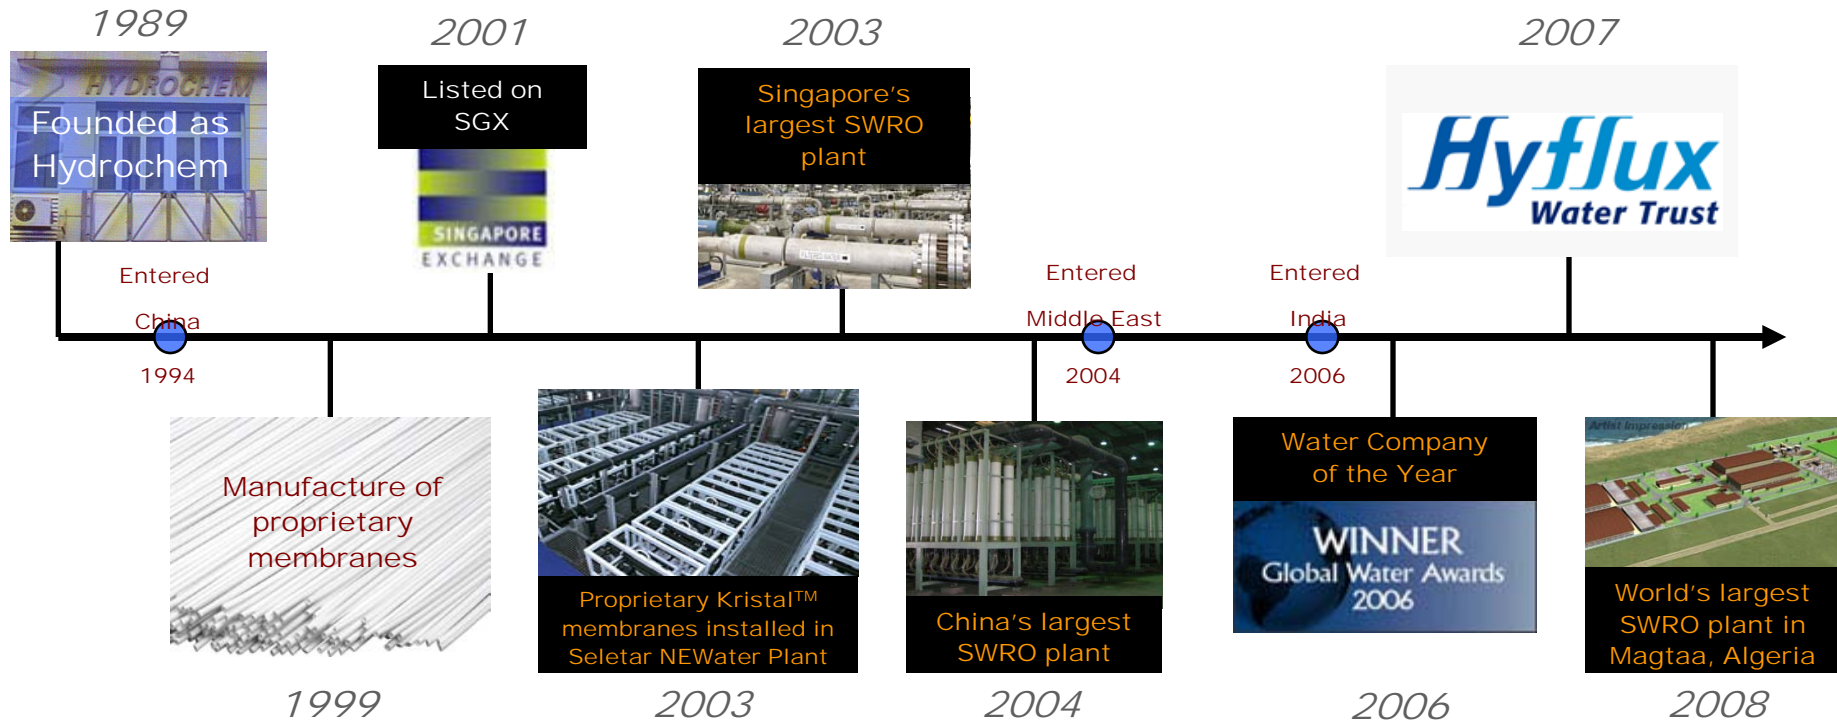 1989
HYDROCHEM
Founded as
Hydrochem
2001
Listed on
SGX
SINGAPORE
EXCHANGE
2003
Singapore's
largest SWRO
plant
FILTERED WATER
2007
Hyflux
Water Trust
Entered
China
1994
Entered
Middle East
2004
Entered
India
2006
Manufacture of
proprietary
membranes
1999
Proprietary Kristal™
membranes installed in
Seletar NEWater Plant
2003
China's largest
SWRO plant
2004
Water Company
of the Year
WINNER
Global Water Awards
2006
2006
Artist Impression
World's largest
SWRO plant in
Magtaa, Algeria
2008